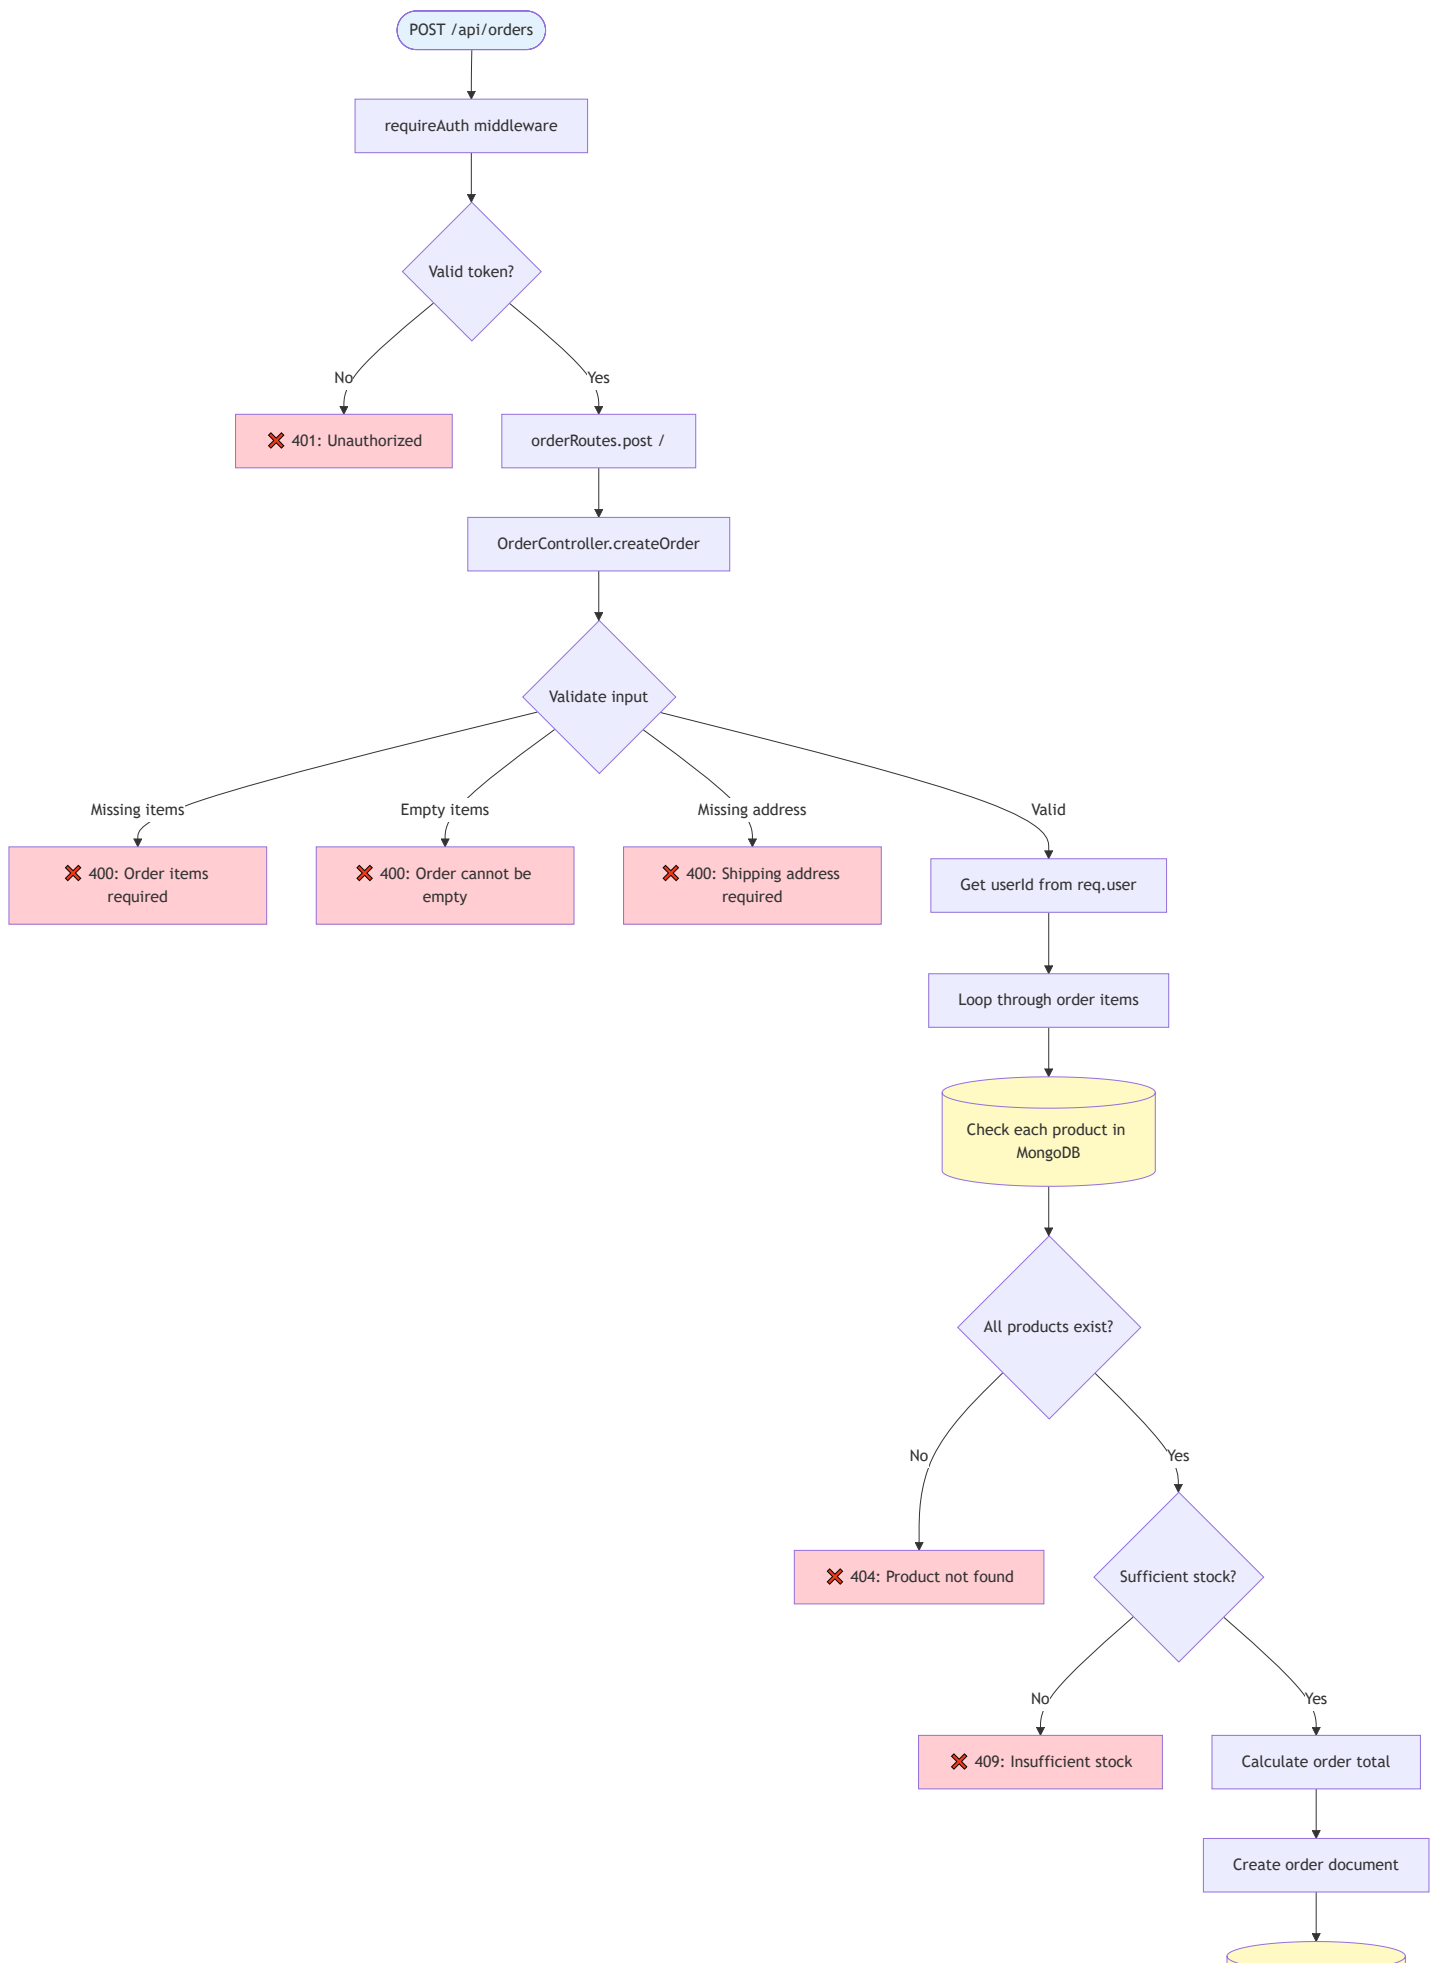 POST /api/orders
requireAuth middleware
Valid token?
No
Yes
❌ 401: Unauthorized
orderRoutes.post /
OrderController.createOrder
Validate input
Missing items
Empty items
Missing address
Valid
❌ 400: Order items
required
❌ 400: Order cannot be
empty
❌ 400: Shipping address
required
Get userId from req.user
Loop through order items
Check each product in
MongoDB
All products exist?
No
Yes
❌ 404: Product not found
Sufficient stock?
No
Yes
❌ 409: Insufficient stock
Calculate order total
Create order document